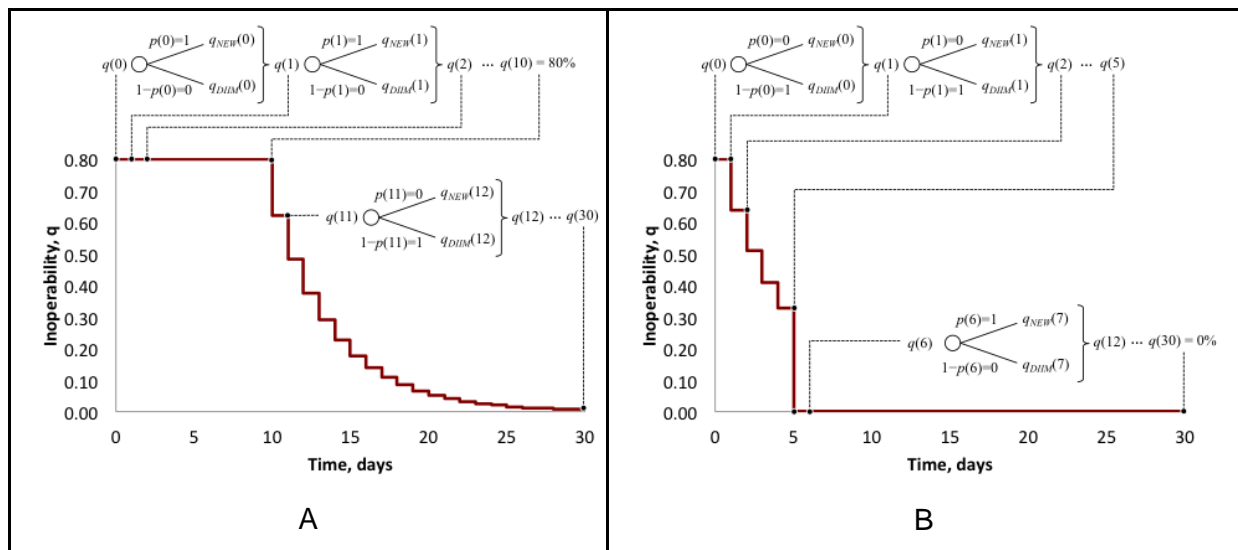 p(0)=1 q_NEW(0) p(1)=1 q_NEW(1)
q(0) q(1) q(2) ··· q(10) = 80%
1−p(0)=0 q_DIIM(0) 1−p(1)=0 q_DIIM(1)
0.80
0.70
0.60
0.50
0.40
0.30
0.20
0.10
0.00
Inoperability, q
p(11)=0 q_NEW(12)
q(11) q(12) ··· q(30)
1−p(11)=1 q_DIIM(12)
0 5 10 15 20 25 30
Time, days
A
p(0)=0 q_NEW(0) p(1)=0 q_NEW(1)
q(0) q(1) q(2) ··· q(5)
1−p(0)=1 q_DIIM(0) 1−p(1)=1 q_DIIM(1)
0.80
0.70
0.60
0.50
0.40
0.30
0.20
0.10
0.00
Inoperability, q
p(6)=1 q_NEW(7)
q(6) q(12) ··· q(30) = 0%
1−p(6)=0 q_DIIM(7)
0 5 10 15 20 25 30
Time, days
B